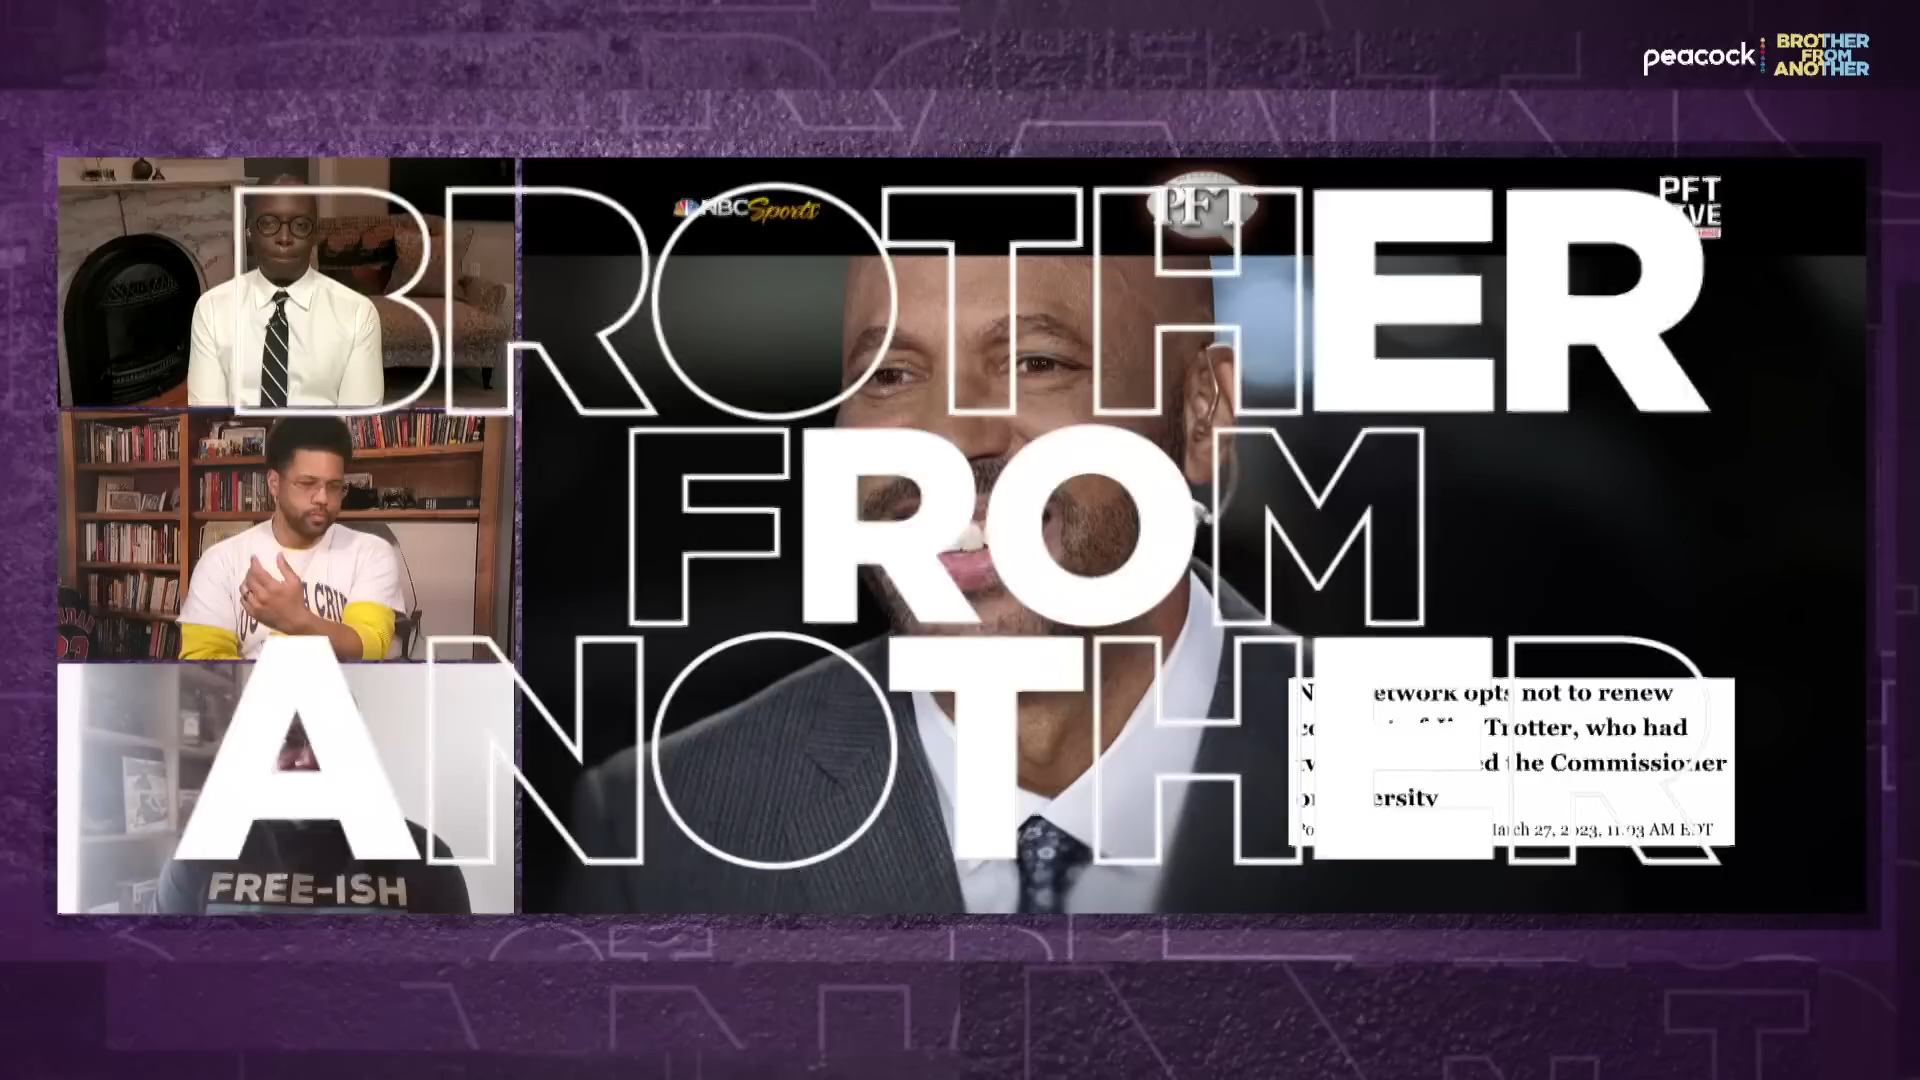 peacock
BROTHER
FROM
ANOTHER
NBC Sports
PFT
PFT
BROTHER
FROM
ANOTHER
etwork opts not to renew
Trotter, who had
the Commissioner
March 27, 2023, 11:03 AM EDT
FREE-ISH